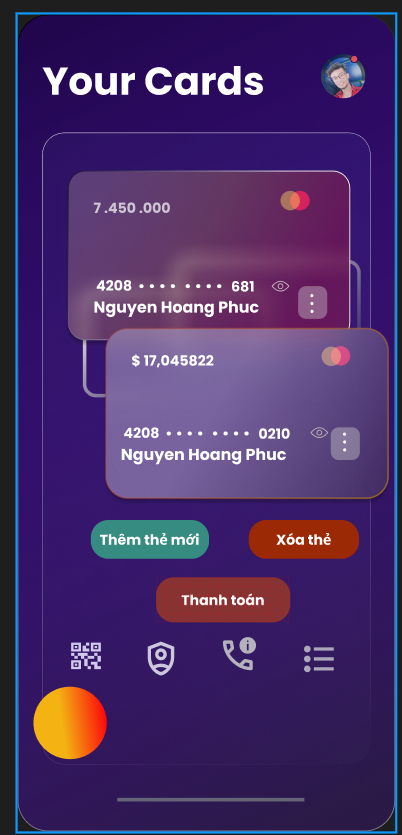 Your Cards
7 .450 .000
4208 •••• •••• 681
Nguyen Hoang Phuc
$ 17,045822
4208 •••• •••• 0210
Nguyen Hoang Phuc
Thêm thẻ mới
Xóa thẻ
Thanh toán